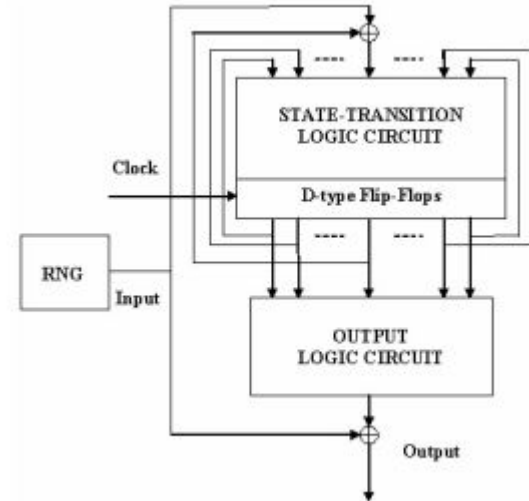 STATE-TRANSITION
LOGIC CIRCUIT
Clock
D-type Flip-Flops
RNG
Input
OUTPUT
LOGIC CIRCUIT
Output